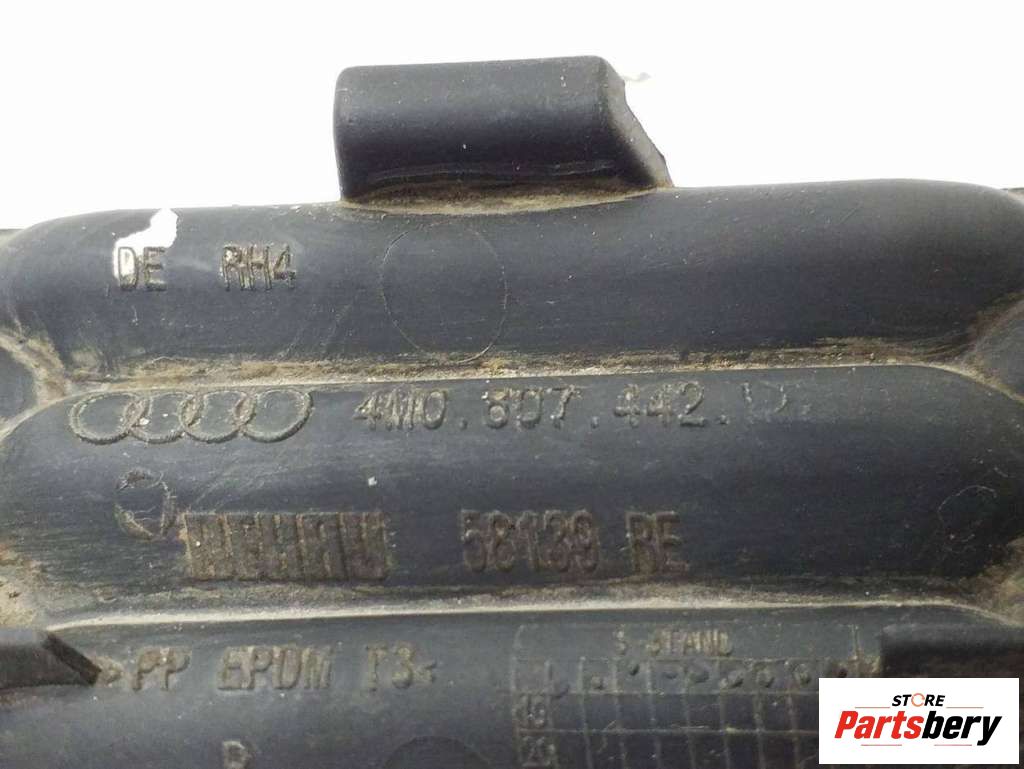 DE RH4
4M0.807.442.
58139 RE
>PP EPDM T3<
STAND
STORE
Partsbery